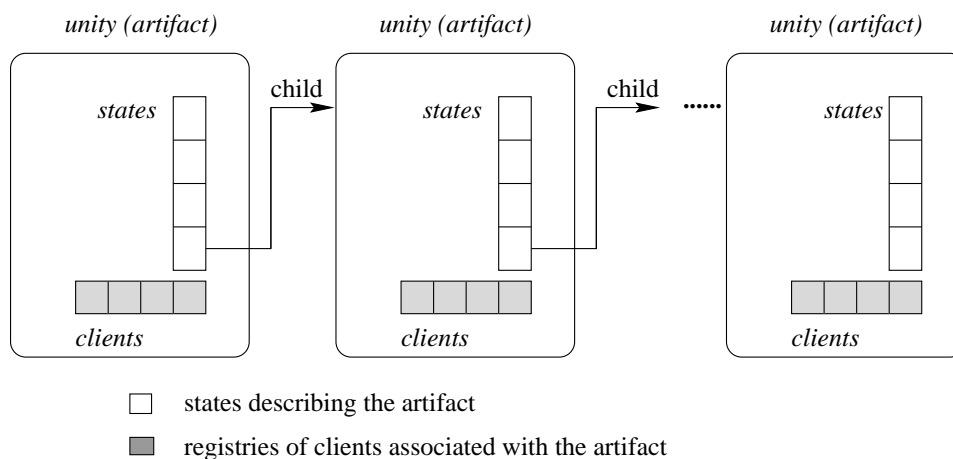 unity (artifact) unity (artifact) unity (artifact)
child child ......
states states states
clients clients clients
states describing the artifact
registries of clients associated with the artifact